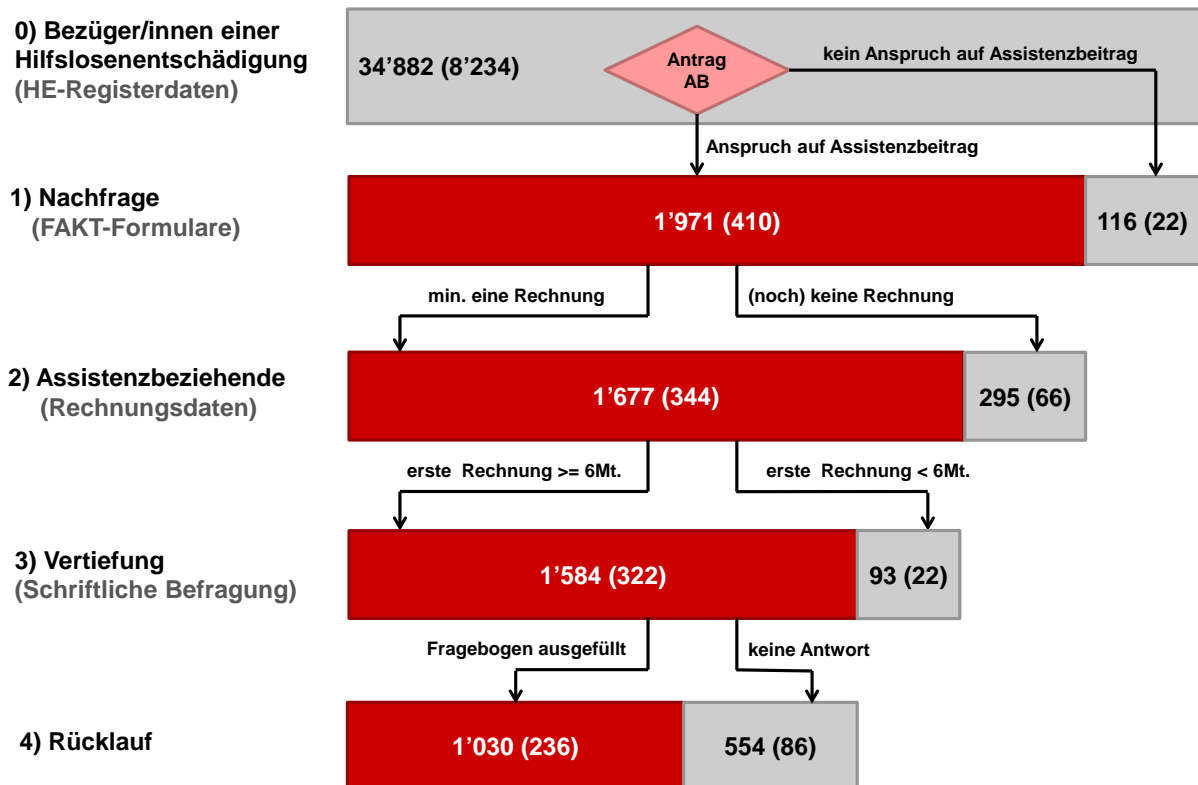 0) Bezüger/innen einer
Hilfslosenentschädigung
(HE-Registerdaten)
34’882 (8’234)
Antrag
AB
kein Anspruch auf Assistenzbeitrag
Anspruch auf Assistenzbeitrag
1) Nachfrage
(FAKT-Formulare)
1’971 (410)
116 (22)
min. eine Rechnung
(noch) keine Rechnung
2) Assistenzbeziehende
(Rechnungsdaten)
1’677 (344)
295 (66)
erste Rechnung >= 6Mt.
erste Rechnung < 6Mt.
3) Vertiefung
(Schriftliche Befragung)
1’584 (322)
93 (22)
Fragebogen ausgefüllt
keine Antwort
4) Rücklauf
1’030 (236)
554 (86)